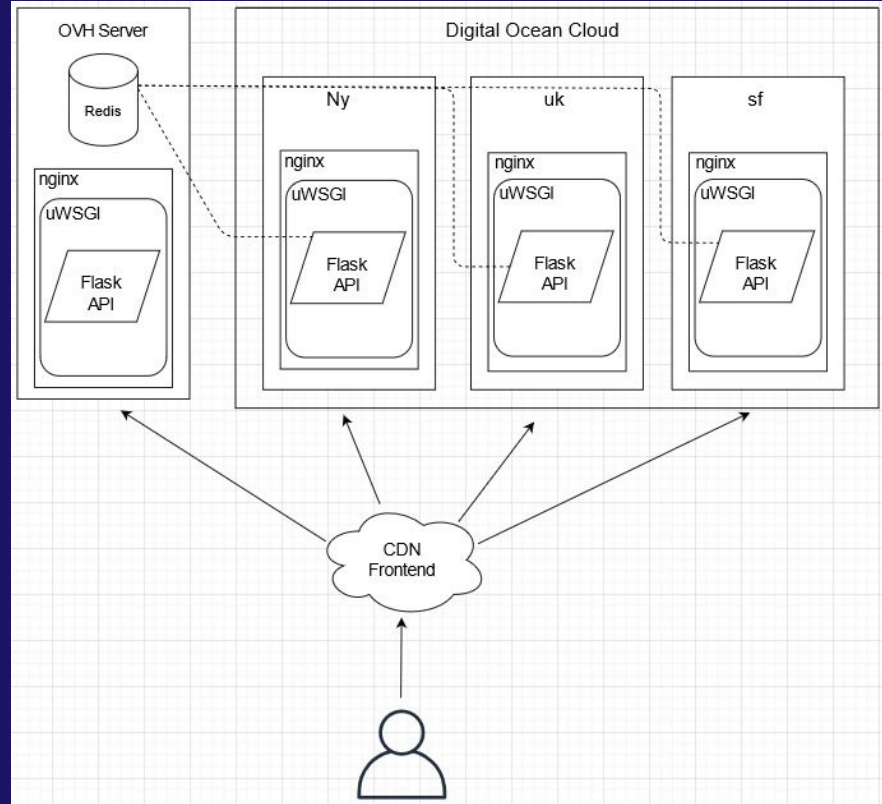 OVH Server
Digital Ocean Cloud
Redis
Ny
uk
sf
nginx
uWSGI
Flask
API
nginx
uWSGI
Flask
API
nginx
uWSGI
Flask
API
nginx
uWSGI
Flask
API
CDN
Frontend